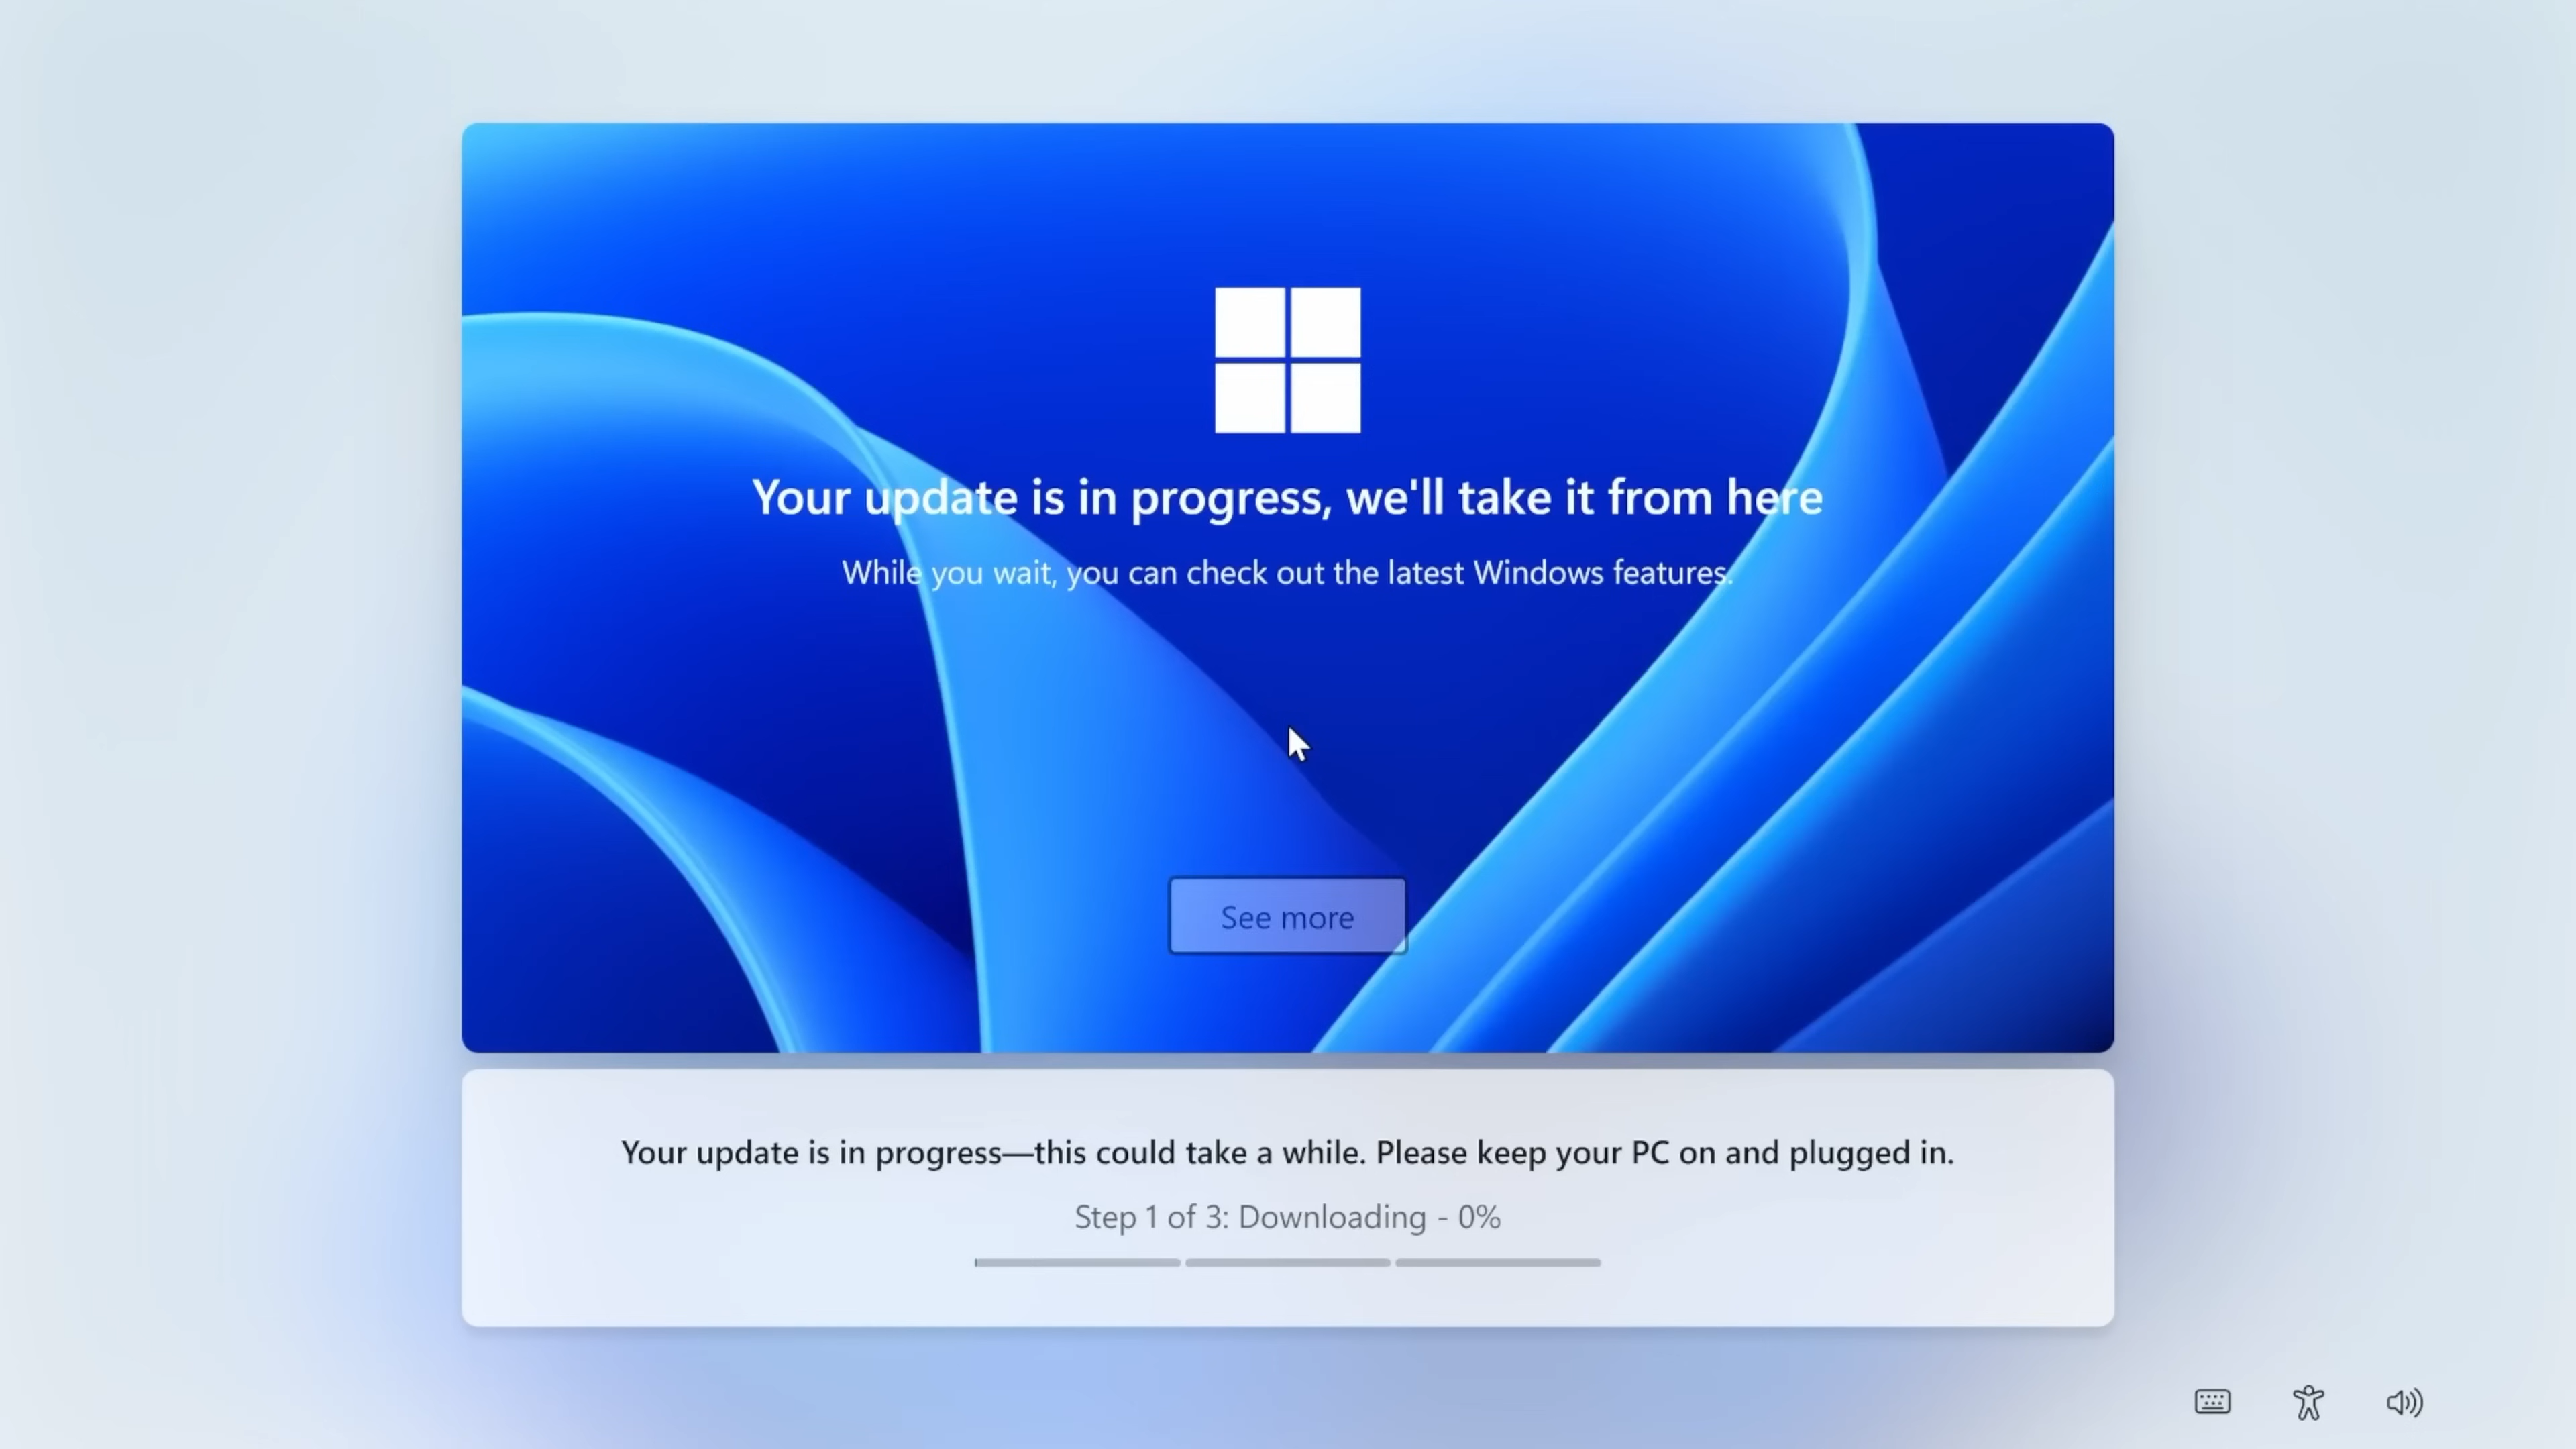 Your update is in progress, we'll take it from here
While you wait, you can check out the latest Windows features.
See more
Your update is in progress—this could take a while. Please keep your PC on and plugged in.
Step 1 of 3: Downloading - 0%